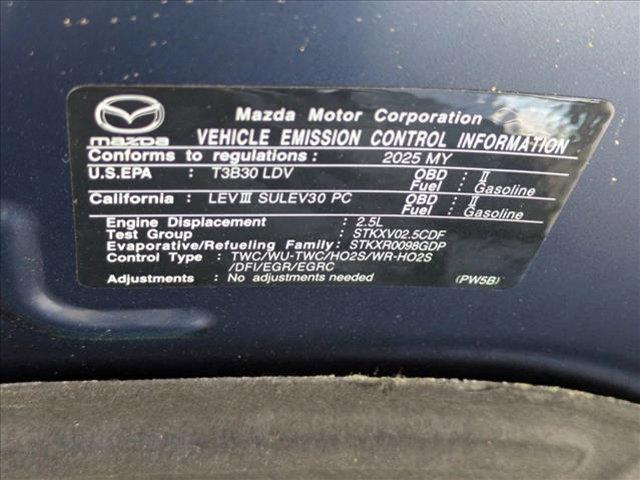 Mazda Motor Corporation
mazda VEHICLE EMISSION CONTROL INFORMATION
Conforms to regulations : 2025 MY
U.S.EPA : T3B30 LDV OBD : II
Fuel : Gasoline
California : LEV III SULEV30 PC OBD : II
Fuel : Gasoline
Engine Displacement : 2.5L
Test Group : STKXV02.5CDF
Evaporative/Refueling Family: STKXR0098GDP
Control Type : TWC/WU-TWC/HO2S/WR-HO2S
/DFI/EGR/EGRC
Adjustments : No adjustments needed (PW5B)